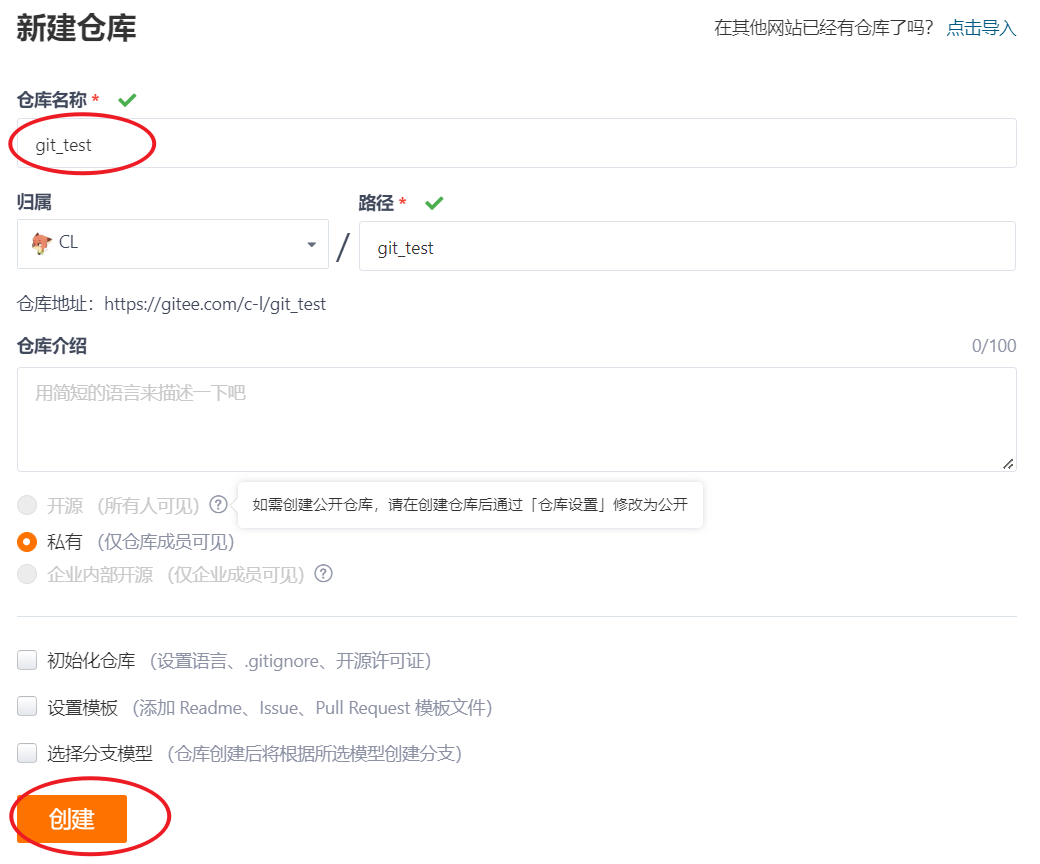 新建仓库
在其他网站已经有仓库了吗? 点击导入
仓库名称 *
git_test
归属
路径 *
CL
/
git_test
仓库地址：https://gitee.com/c-l/git_test
仓库介绍
0/100
用简短的语言来描述一下吧
开源 (所有人可见) ?
如需创建公开仓库，请在创建仓库后通过「仓库设置」修改为公开
私有 (仅仓库成员可见)
企业内部开源 (仅企业成员可见) ?
初始化仓库 (设置语言、.gitignore、开源许可证)
设置模板 (添加 Readme、Issue、Pull Request 模板文件)
选择分支模型 (仓库创建后将根据所选模型创建分支)
创建